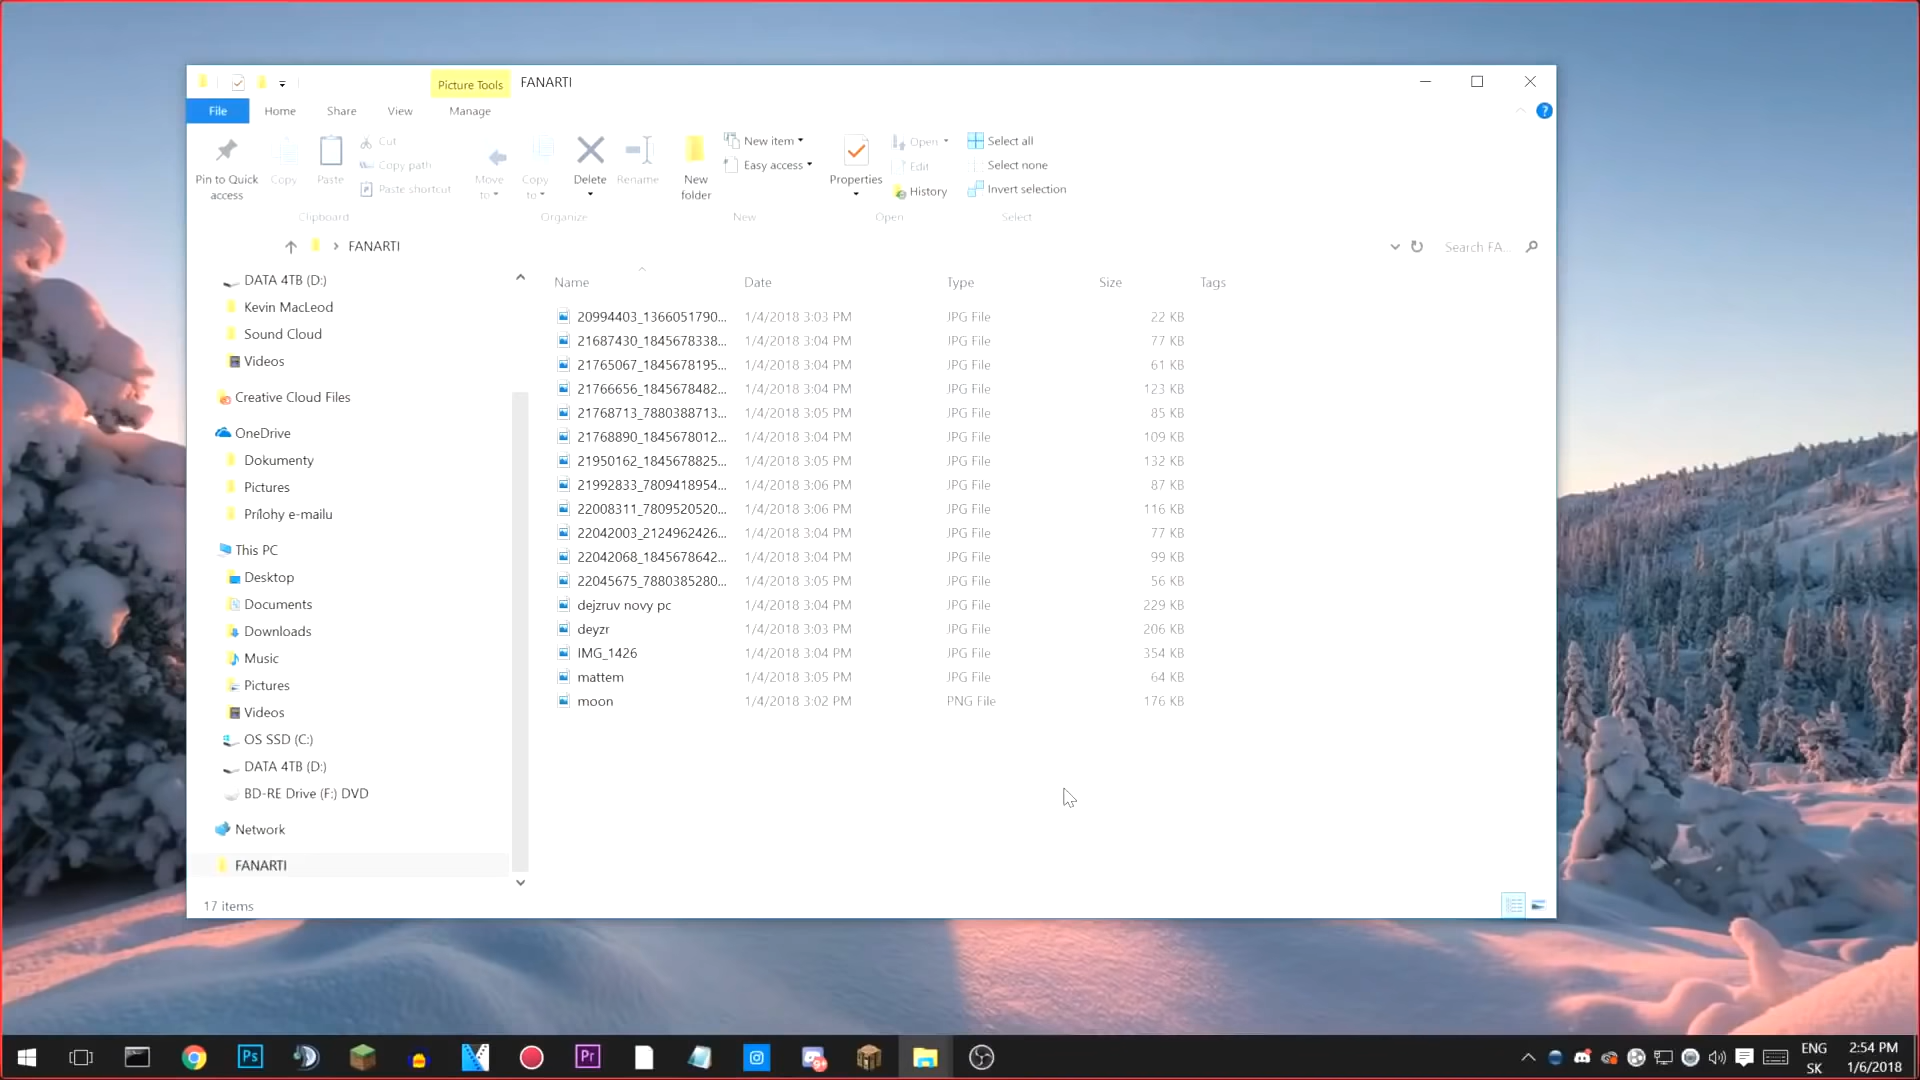 Picture Tools FANARTI
File Home Share View Manage
Pin to Quick access
Copy
Paste
Cut
Copy path
Paste shortcut
Move to
Copy to
Delete
Rename
New folder
New item
Easy access
Properties
Open
Edit
History
Select all
Select none
Invert selection
Clipboard Organize New Open Select
FANARTI
Search FA...
DATA 4TB (D:)
Kevin MacLeod
Sound Cloud
Videos
Creative Cloud Files
OneDrive
Dokumenty
Pictures
Prílohy e-mailu
This PC
Desktop
Documents
Downloads
Music
Pictures
Videos
OS SSD (C:)
DATA 4TB (D:)
BD-RE Drive (F:) DVD
Network
FANARTI
Name Date Type Size Tags
20994403_1366051790... 1/4/2018 3:03 PM JPG File 22 KB
21687430_1845678338... 1/4/2018 3:04 PM JPG File 77 KB
21765067_1845678195... 1/4/2018 3:04 PM JPG File 61 KB
21766656_1845678482... 1/4/2018 3:04 PM JPG File 123 KB
21768713_7880388713... 1/4/2018 3:05 PM JPG File 85 KB
21768890_1845678012... 1/4/2018 3:04 PM JPG File 109 KB
21950162_1845678825... 1/4/2018 3:05 PM JPG File 132 KB
21992833_7809418954... 1/4/2018 3:06 PM JPG File 87 KB
22008311_7809520520... 1/4/2018 3:06 PM JPG File 116 KB
22042003_2124962426... 1/4/2018 3:04 PM JPG File 77 KB
22042068_1845678642... 1/4/2018 3:04 PM JPG File 99 KB
22045675_7880385280... 1/4/2018 3:05 PM JPG File 56 KB
dejzruv novy pc 1/4/2018 3:04 PM JPG File 229 KB
deyzr 1/4/2018 3:03 PM JPG File 206 KB
IMG_1426 1/4/2018 3:04 PM JPG File 354 KB
mattem 1/4/2018 3:05 PM JPG File 64 KB
moon 1/4/2018 3:02 PM PNG File 176 KB
17 items
Ps
Pr
ENG
SK
2:54 PM
1/6/2018